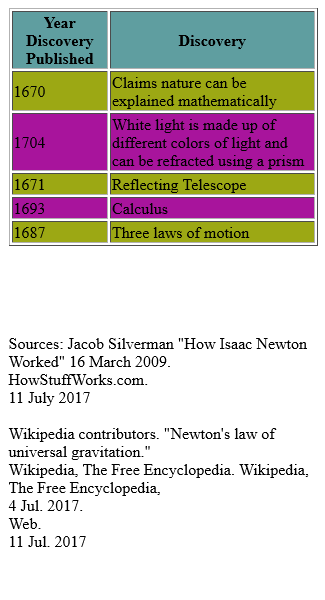 Year
Discovery
Published
Discovery
1670
Claims nature can be
explained mathematically
1704
White light is made up of
different colors of light and
can be refracted using a prism
1671
Reflecting Telescope
1693
Calculus
1687
Three laws of motion
Sources: Jacob Silverman "How Isaac Newton
Worked" 16 March 2009.
HowStuffWorks.com.
11 July 2017
Wikipedia contributors. "Newton's law of
universal gravitation."
Wikipedia, The Free Encyclopedia. Wikipedia,
The Free Encyclopedia,
4 Jul. 2017.
Web.
11 Jul. 2017